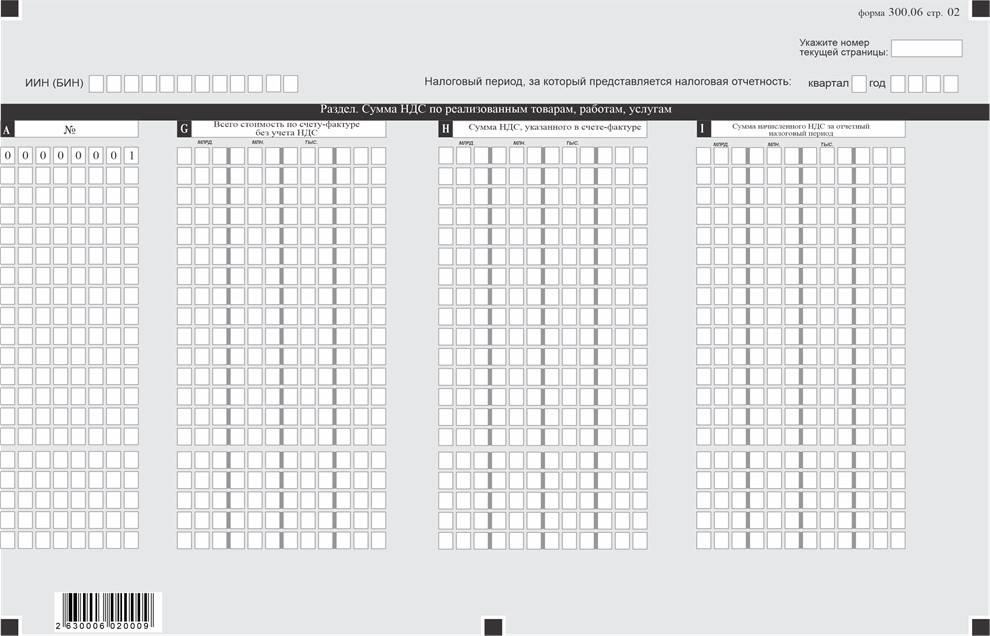 форма 300.06 стр. 02
Укажите номер
текущей страницы:
ИИН (БИН)
Налоговый период, за который представляется налоговая отчетность: квартал год
Раздел. Сумма НДС по реализованным товарам, работам, услугам
A №
G Всего стоимость по счету-фактуре
без учета НДС
H Сумма НДС, указанного в счете-фактуре
I Сумма начисленного НДС за отчетный
налоговый период
МЛРД. МЛН. ТЫС. МЛРД. МЛН. ТЫС. МЛРД. МЛН. ТЫС.
0 0 0 0 0 0 0 1
2 630006 020009